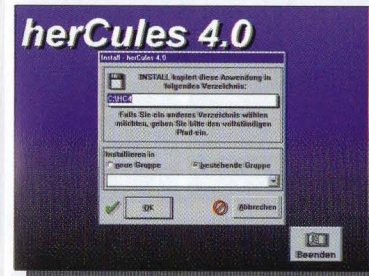 herCules 4.0
Install - herCules 4.0
INSTALL kopiert diese Anwendung in
folgendes Verzeichnis:
C:\HC4
Falls Sie ein anderes Verzeichnis wählen
möchten, geben Sie bitte den vollständigen
Pfad ein.
Installieren in
neue Gruppe
bestehende Gruppe
OK
Abbrechen
Beenden